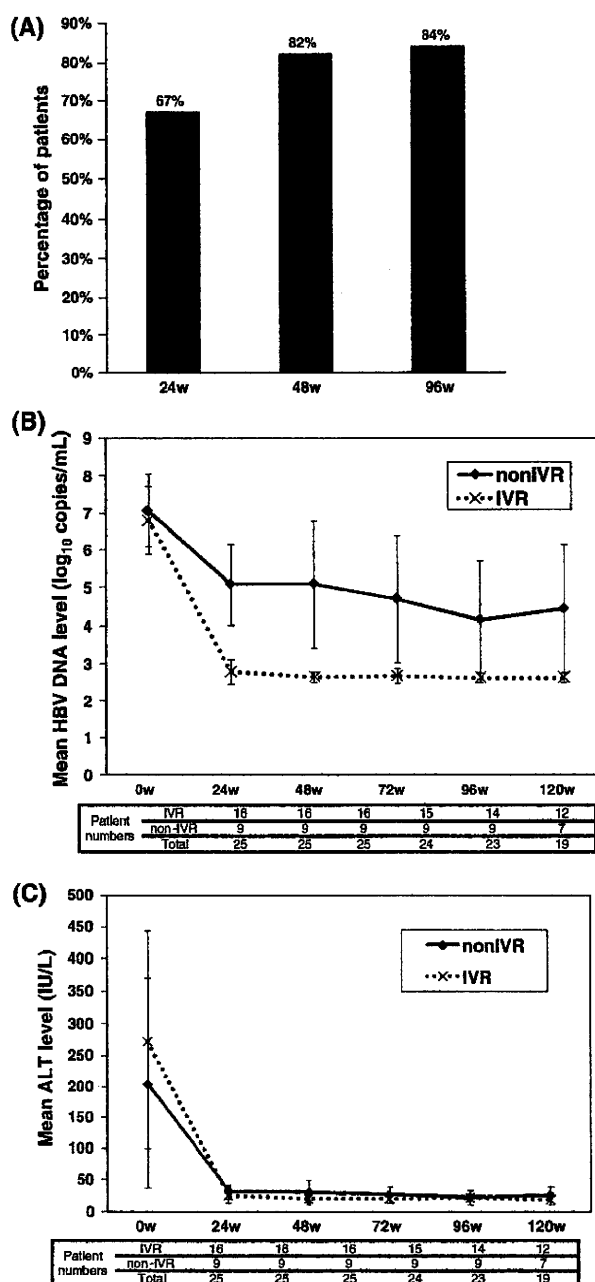 (A)
Percentage of patients
90%
80%
70%
60%
50%
40%
30%
20%
10%
0%
67%
82%
84%
24w
48w
96w
(B)
Mean HBV DNA level (log10 copies/mL)
9
8
7
6
5
4
3
2
1
0
nonIVR
IVR
0w 24w 48w 72w 96w 120w
Patient numbers
IVR 16 16 16 15 14 12
non-IVR 9 9 9 9 9 7
Total 25 25 25 24 23 19
(C)
Mean ALT level (IU/L)
500
450
400
350
300
250
200
150
100
50
0
nonIVR
IVR
0w 24w 48w 72w 96w 120w
Patient numbers
IVR 16 16 16 15 14 12
non-IVR 9 9 9 9 9 7
Total 25 25 25 24 23 19